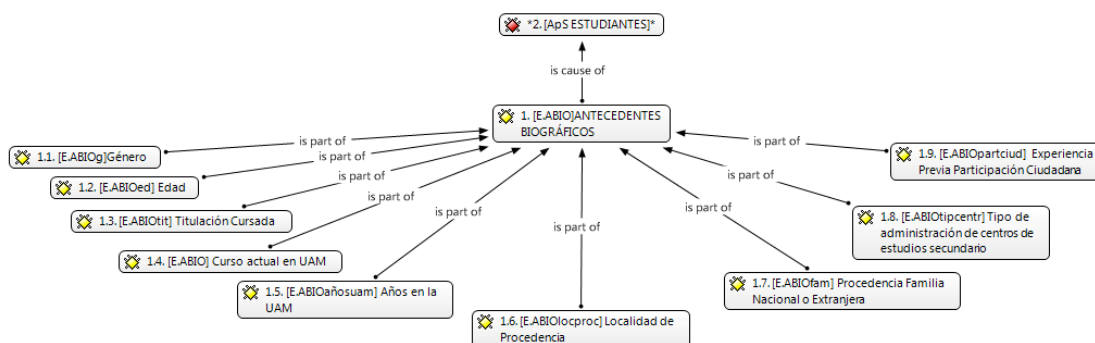 *2. [ApS ESTUDIANTES]*
is cause of
1. [E.ABIO]ANTECEDENTES
BIOGRÁFICOS
is part of
is part of
is part of
is part of
is part of
is part of
is part of
is part of
is part of
1.1. [E.ABIOg]Género
1.2. [E.ABIOed] Edad
1.3. [E.ABIOtit] Titulación Cursada
1.4. [E.ABIO] Curso actual en UAM
1.5. [E.ABIOañosuam] Años en la
UAM
1.6. [E.ABIOlocproc] Localidad de
Procedencia
1.7. [E.ABIOfam] Procedencia Familia
Nacional o Extranjera
1.8. [E.ABIOtipcentr] Tipo de
administración de centros de
estudios secundario
1.9. [E.ABIOpartciud] Experiencia
Previa Participación Ciudadana